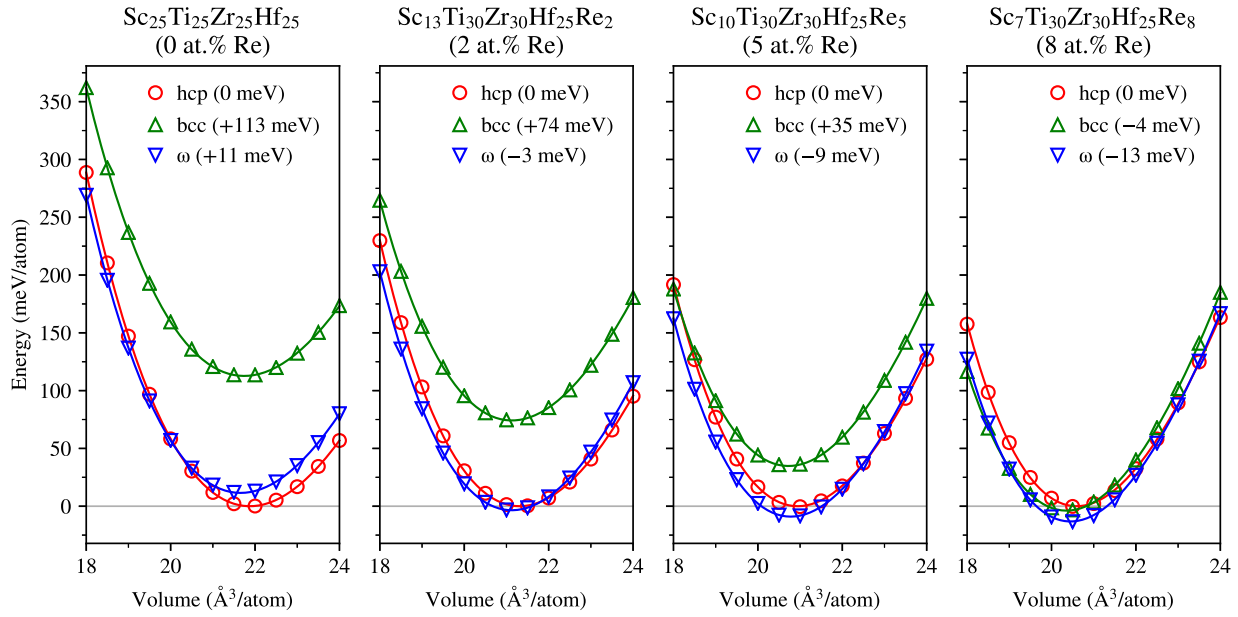 Sc₂₅Ti₂₅Zr₂₅Hf₂₅
(0 at.% Re)
Sc₁₃Ti₃₀Zr₃₀Hf₂₅Re₂
(2 at.% Re)
Sc₁₀Ti₃₀Zr₃₀Hf₂₅Re₅
(5 at.% Re)
Sc₇Ti₃₀Zr₃₀Hf₂₅Re₈
(8 at.% Re)
hcp (0 meV)
bcc (+113 meV)
ω (+11 meV)
hcp (0 meV)
bcc (+74 meV)
ω (−3 meV)
hcp (0 meV)
bcc (+35 meV)
ω (−9 meV)
hcp (0 meV)
bcc (−4 meV)
ω (−13 meV)
Energy (meV/atom)
350
300
250
200
150
100
50
0
18 20 22 24
18 20 22 24
18 20 22 24
18 20 22 24
Volume (Å³/atom)
Volume (Å³/atom)
Volume (Å³/atom)
Volume (Å³/atom)